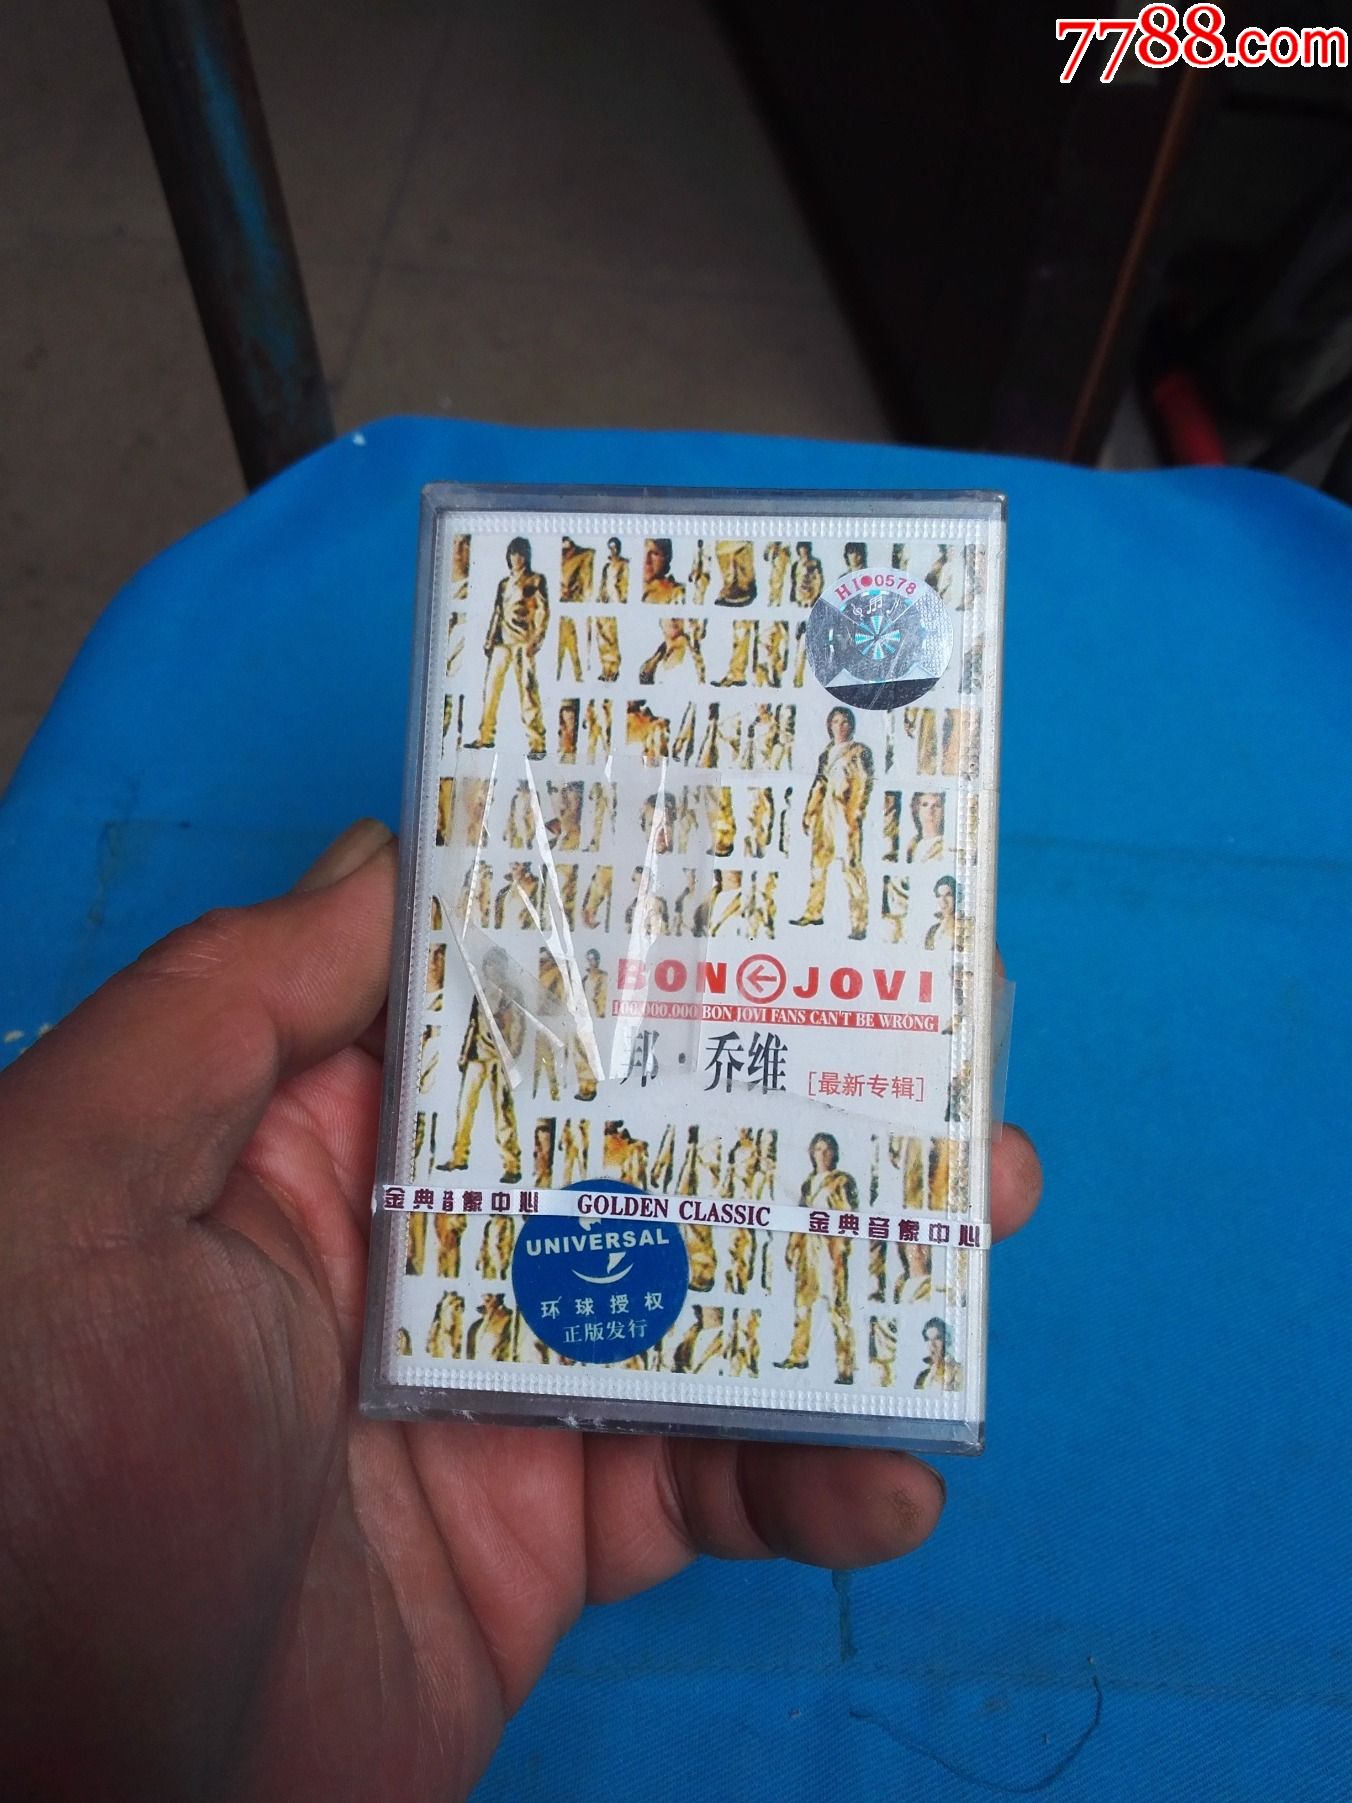 7788.com
HI 0578
BON JOVI
100,000,000 BON JOVI FANS CAN'T BE WRONG
邦·乔维 [最新专辑]
金典音像中心 GOLDEN CLASSIC 金典音像中心
UNIVERSAL
环球授权
正版发行